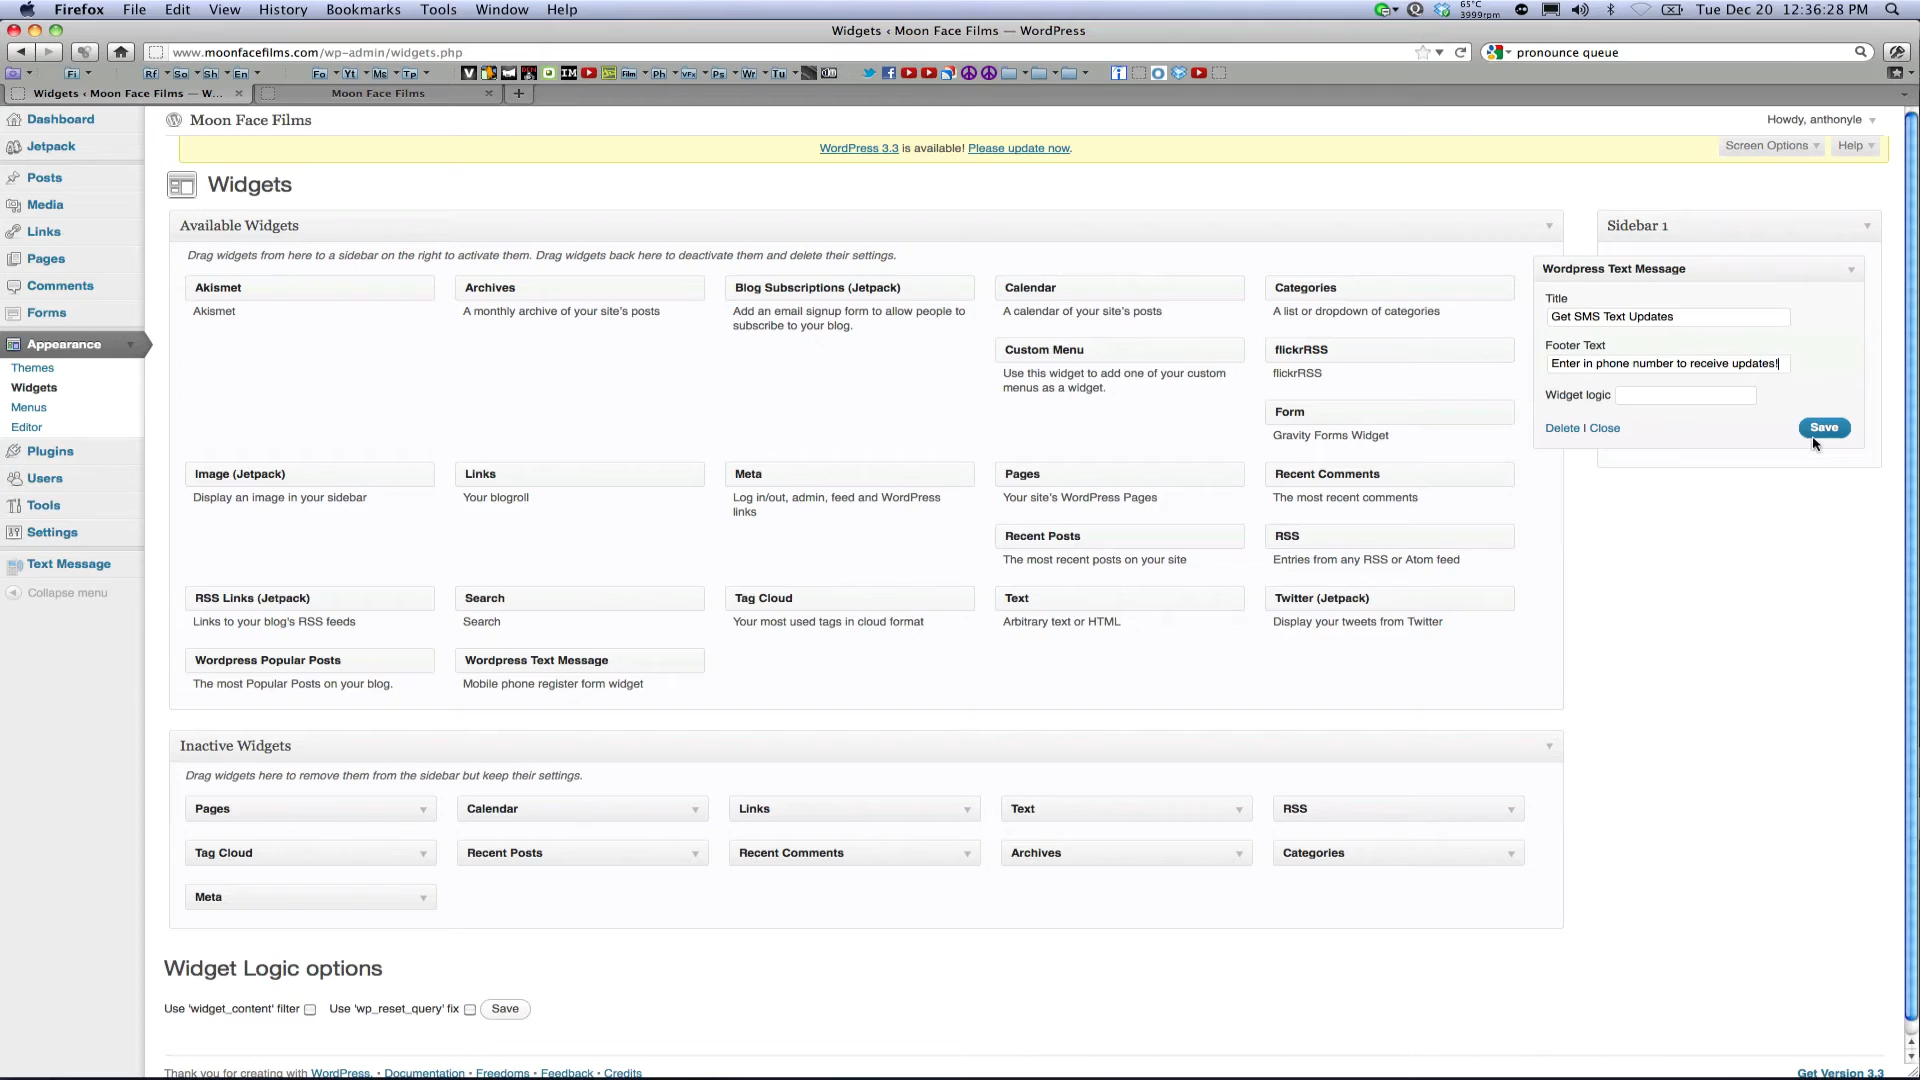 Firefox File Edit View History Bookmarks Tools Window Help
65°C
3999rpm
Tue Dec 20 12:36:28 PM
Widgets ‹ Moon Face Films — WordPress
www.moonfacefilms.com/wp-admin/widgets.php
pronounce queue
Fi Rf So Sh En Fo Yt Ms Tp Film Ph VFx Ps Wr Tu
Widgets ‹ Moon Face Films — W...
Moon Face Films
Dashboard
Jetpack
Posts
Media
Links
Pages
Comments
Forms
Appearance
Themes
Widgets
Menus
Editor
Plugins
Users
Tools
Settings
Text Message
Collapse menu
Moon Face Films
Howdy, anthonyle
WordPress 3.3 is available! Please update now.
Screen Options
Help
Widgets
Available Widgets
Drag widgets from here to a sidebar on the right to activate them. Drag widgets back here to deactivate them and delete their settings.
Akismet
Akismet
Archives
A monthly archive of your site's posts
Blog Subscriptions (Jetpack)
Add an email signup form to allow people to
subscribe to your blog.
Calendar
A calendar of your site's posts
Categories
A list or dropdown of categories
Custom Menu
Use this widget to add one of your custom
menus as a widget.
flickrRSS
flickrRSS
Form
Gravity Forms Widget
Image (Jetpack)
Display an image in your sidebar
Links
Your blogroll
Meta
Log in/out, admin, feed and WordPress
links
Pages
Your site's WordPress Pages
Recent Comments
The most recent comments
Recent Posts
The most recent posts on your site
RSS
Entries from any RSS or Atom feed
RSS Links (Jetpack)
Links to your blog's RSS feeds
Search
Search
Tag Cloud
Your most used tags in cloud format
Text
Arbitrary text or HTML
Twitter (Jetpack)
Display your tweets from Twitter
Wordpress Popular Posts
The most Popular Posts on your blog.
Wordpress Text Message
Mobile phone register form widget
Sidebar 1
Wordpress Text Message
Title
Get SMS Text Updates
Footer Text
Enter in phone number to receive updates!
Widget logic
Delete | Close
Save
Inactive Widgets
Drag widgets here to remove them from the sidebar but keep their settings.
Pages
Calendar
Links
Text
RSS
Tag Cloud
Recent Posts
Recent Comments
Archives
Categories
Meta
Widget Logic options
Use 'widget_content' filter
Use 'wp_reset_query' fix
Save
Thank you for creating with WordPress. • Documentation • Freedoms • Feedback • Credits
Get Version 3.3